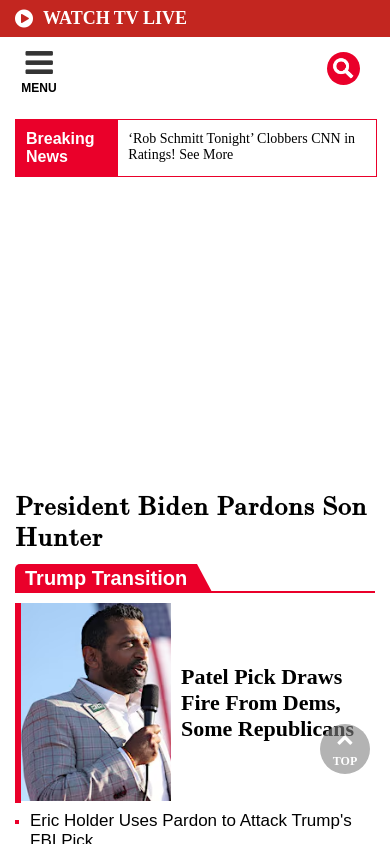 WATCH TV LIVE
MENU
Breaking
News
‘Rob Schmitt Tonight’ Clobbers CNN in
Ratings! See More
President Biden Pardons Son
Hunter
Trump Transition
Patel Pick Draws
Fire From Dems,
Some Republicans
TOP
Eric Holder Uses Pardon to Attack Trump's
FBI Pick